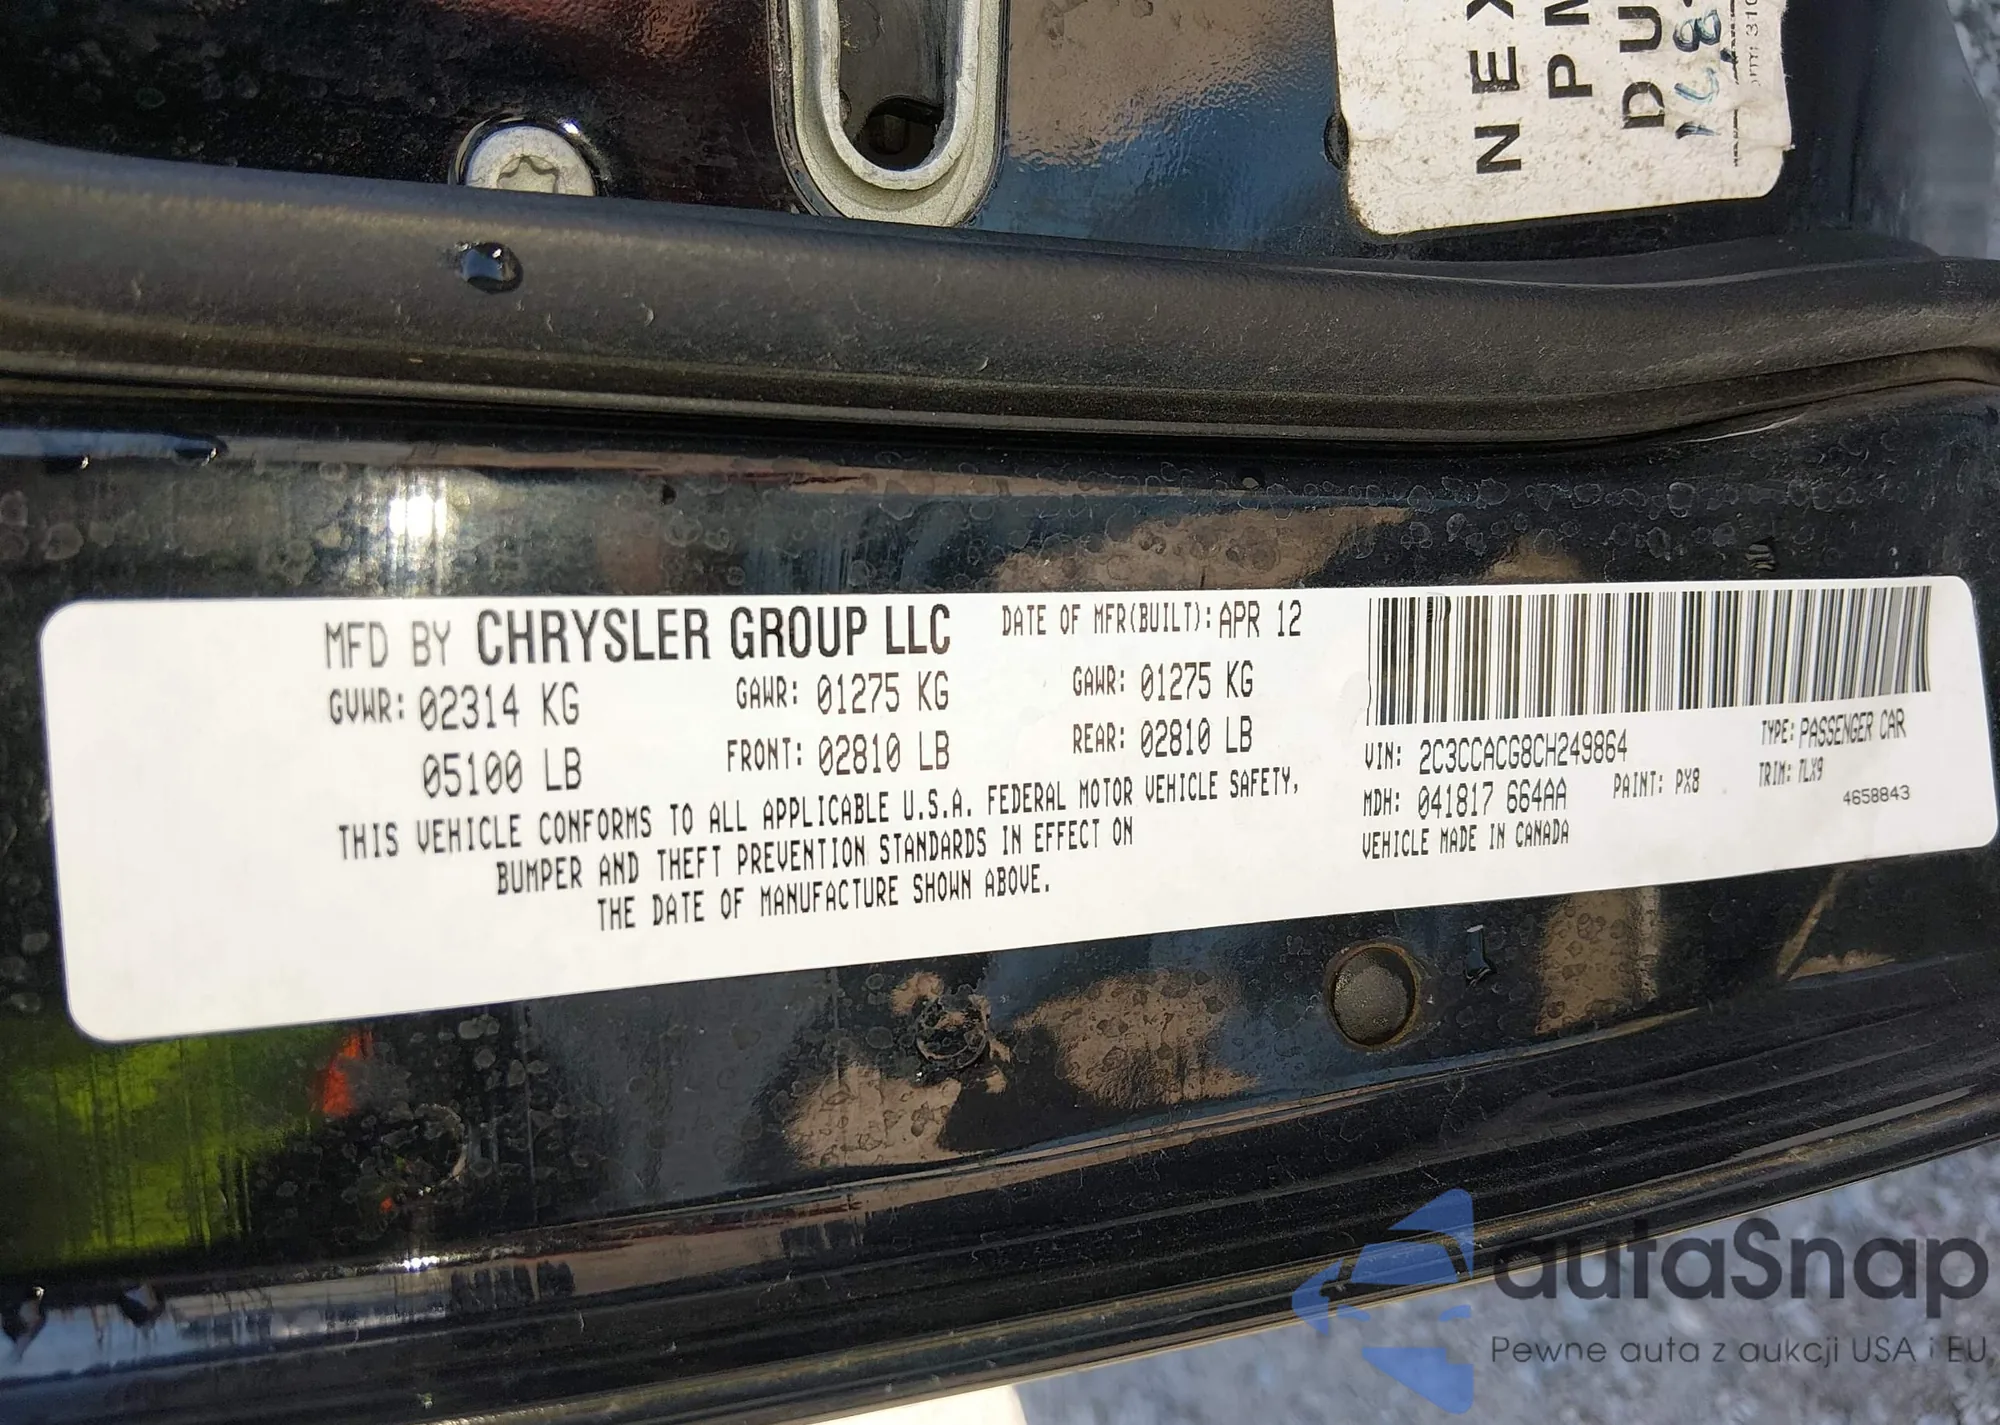 NEX
PM
DU
MFD BY CHRYSLER GROUP LLC
DATE OF MFR(BUILT): APR 12
GVWR: 02314 KG
GAWR: 01275 KG
GAWR: 01275 KG
05100 LB
FRONT: 02810 LB
REAR: 02810 LB
THIS VEHICLE CONFORMS TO ALL APPLICABLE U.S.A. FEDERAL MOTOR VEHICLE SAFETY,
BUMPER AND THEFT PREVENTION STANDARDS IN EFFECT ON
THE DATE OF MANUFACTURE SHOWN ABOVE.
VIN: 2C3CCACG8CH249864
TYPE: PASSENGER CAR
MDH: 041817 664AA
PAINT: PX8
TRIM: TLX9
VEHICLE MADE IN CANADA
4658843
autaSnap
Pewne auta z aukcji USA i EU